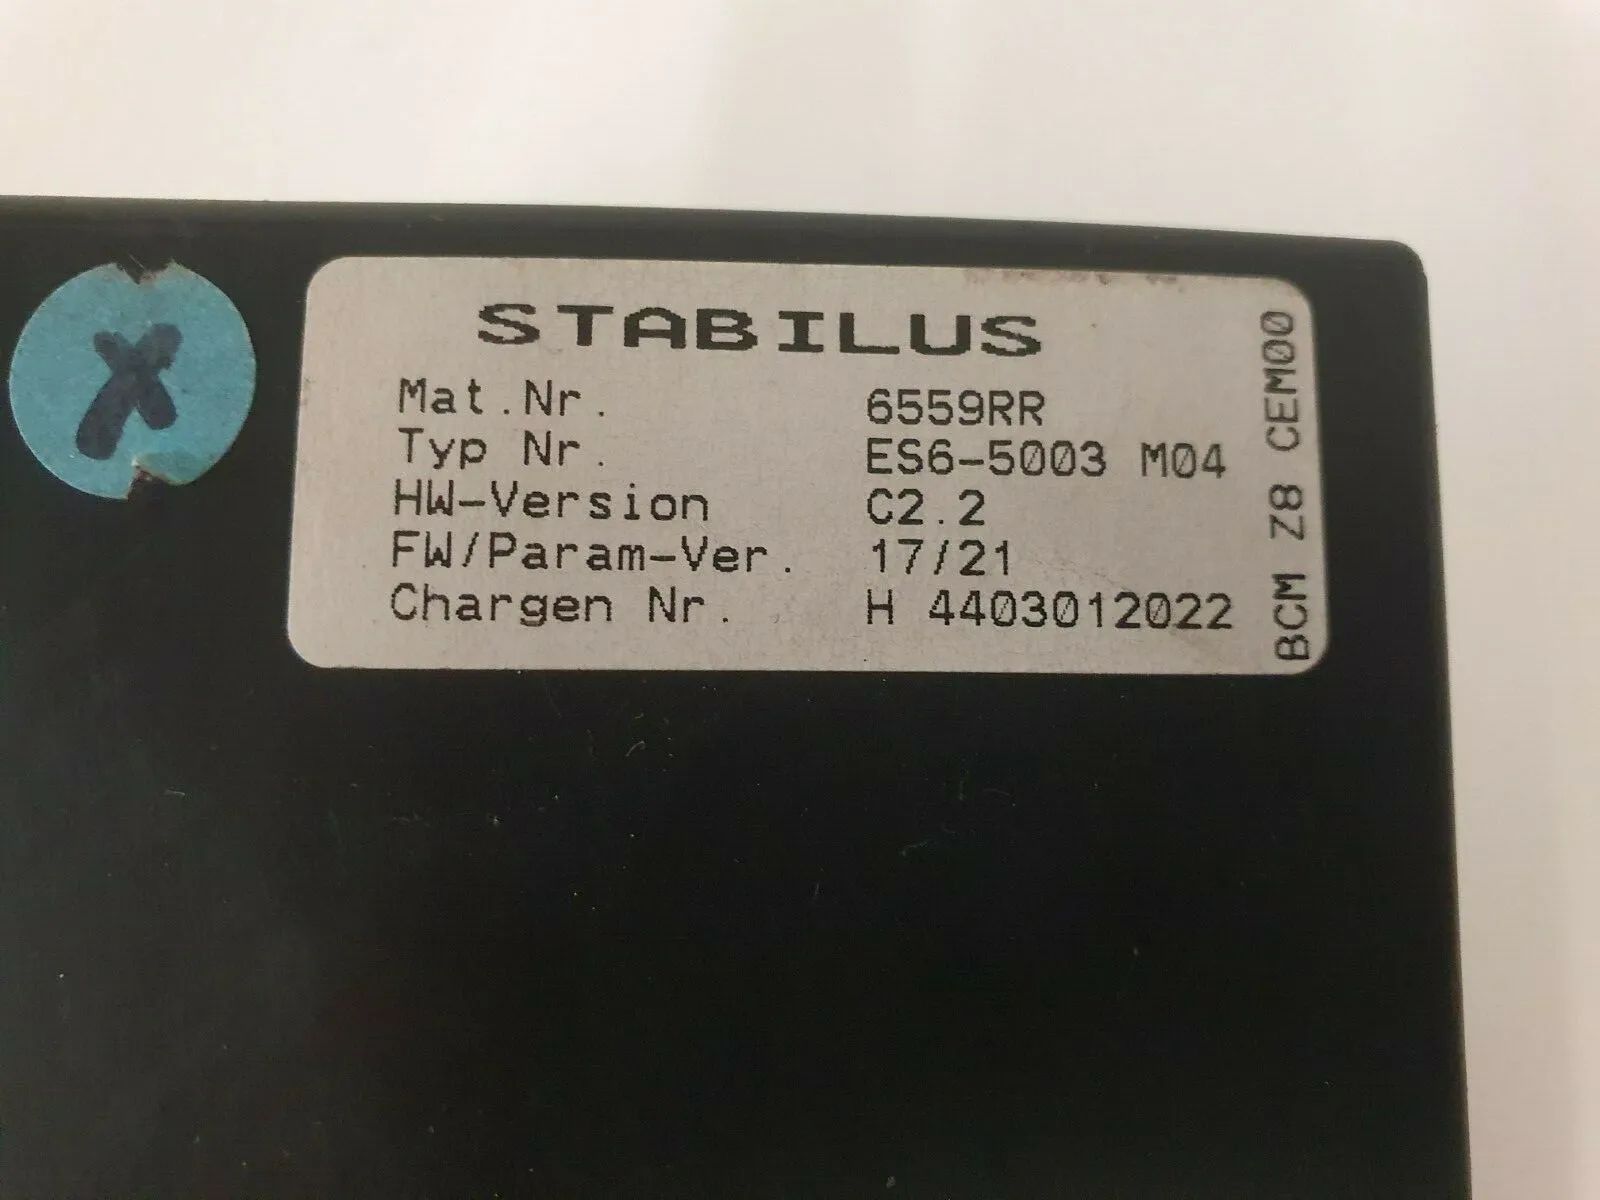 STABILUS
Mat.Nr. 6559RR
Typ Nr. ES6-5003 M04
HW-Version C2.2
FW/Param-Ver. 17/21
Chargen Nr. H 4403012022
BCM Z8 CEM00
X